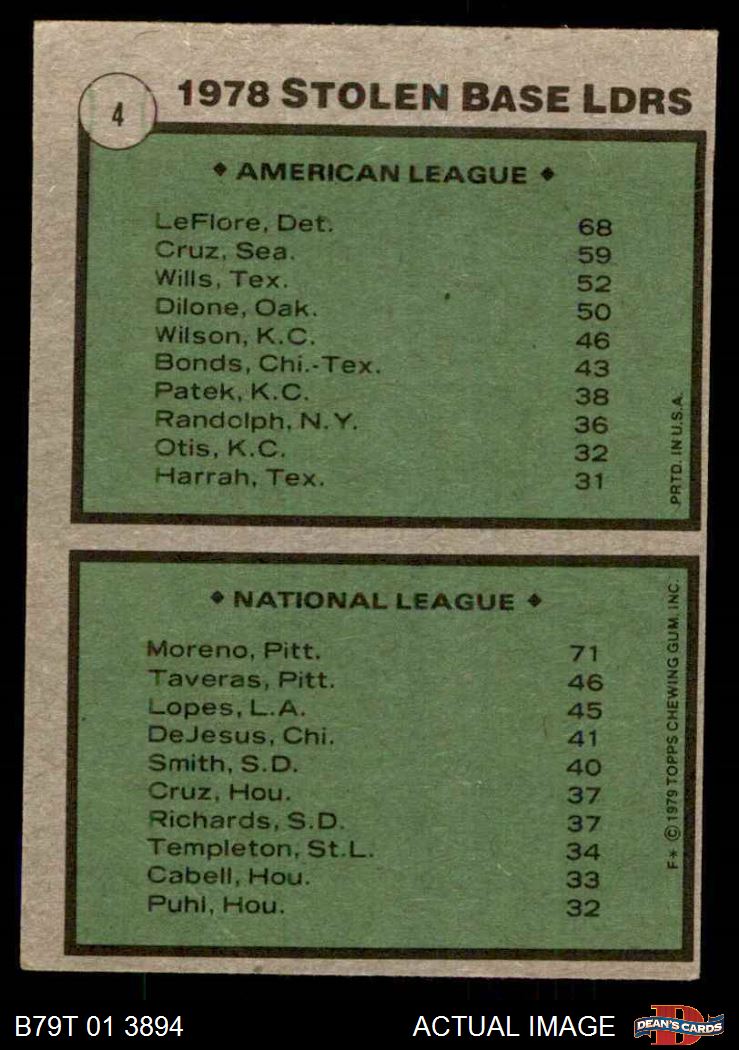 4
1978 STOLEN BASE LDRS
♦ AMERICAN LEAGUE ♦
LeFlore, Det. 68
Cruz, Sea. 59
Wills, Tex. 52
Dilone, Oak. 50
Wilson, K.C. 46
Bonds, Chi.-Tex. 43
Patek, K.C. 38
Randolph, N.Y. 36
Otis, K.C. 32
Harrah, Tex. 31
PRTD. IN U.S.A.
♦ NATIONAL LEAGUE ♦
Moreno, Pitt. 71
Taveras, Pitt. 46
Lopes, L.A. 45
DeJesus, Chi. 41
Smith, S.D. 40
Cruz, Hou. 37
Richards, S.D. 37
Templeton, St.L. 34
Cabell, Hou. 33
Puhl, Hou. 32
F* © 1979 TOPPS CHEWING GUM, INC.
B79T 01 3894 ACTUAL IMAGE
DEAN'S CARDS